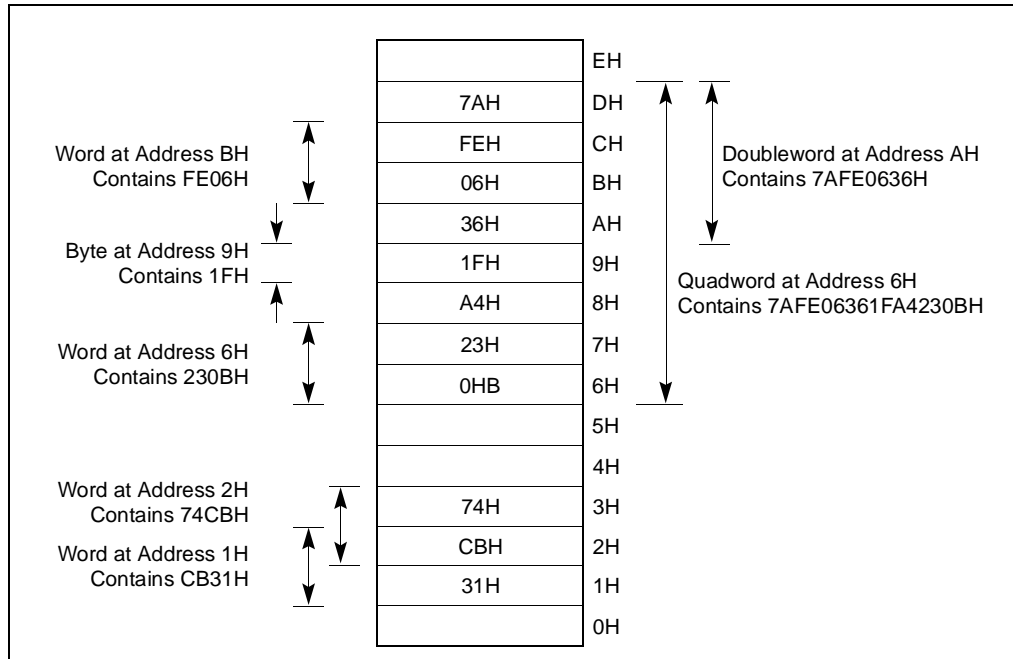 EH
7AH DH
FEH CH
06H BH
36H AH
1FH 9H
A4H 8H
23H 7H
0HB 6H
5H
4H
74H 3H
CBH 2H
31H 1H
0H
Word at Address BH
Contains FE06H
Byte at Address 9H
Contains 1FH
Word at Address 6H
Contains 230BH
Word at Address 2H
Contains 74CBH
Word at Address 1H
Contains CB31H
Doubleword at Address AH
Contains 7AFE0636H
Quadword at Address 6H
Contains 7AFE06361FA4230BH